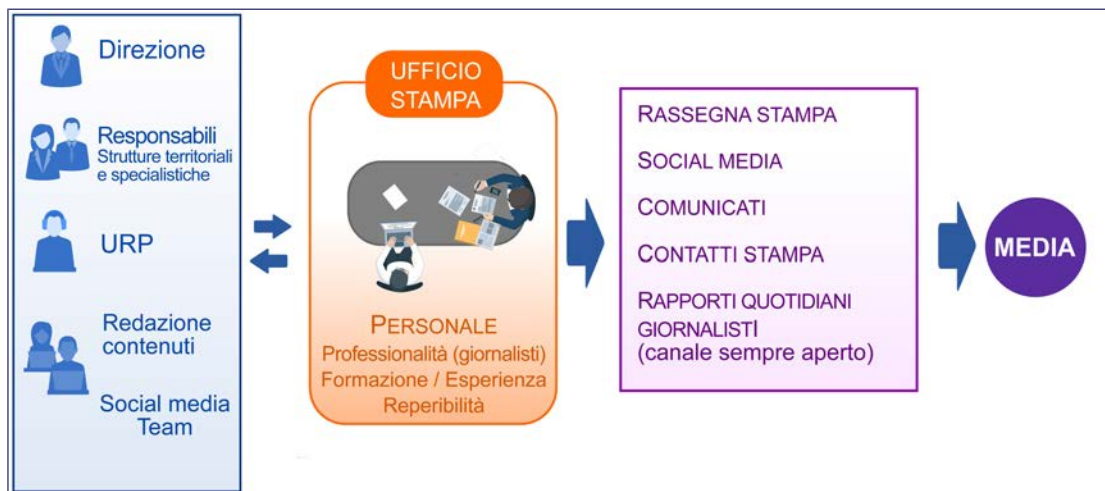 Direzione
Responsabili
Strutture territoriali
e specialistiche
URP
Redazione
contenuti
Social media
Team
UFFICIO
STAMPA
PERSONALE
Professionalità (giornalisti)
Formazione / Esperienza
Reperibilità
RASSEGNA STAMPA
SOCIAL MEDIA
COMUNICATI
CONTATTI STAMPA
RAPPORTI QUOTIDIANI
GIORNALISTI
(canale sempre aperto)
MEDIA